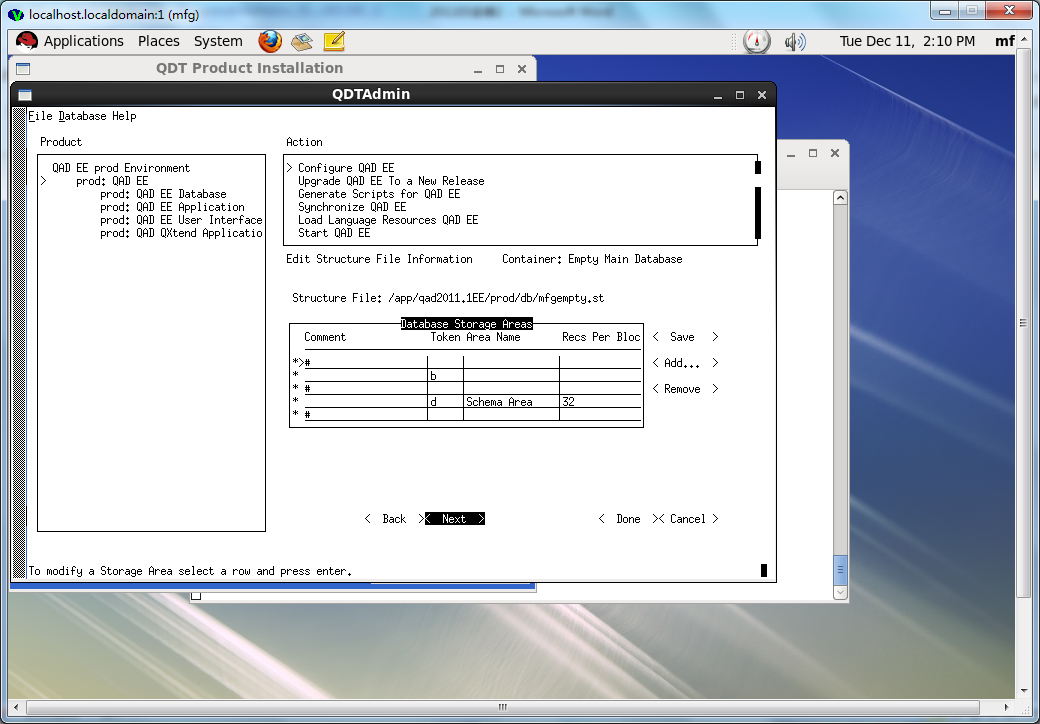 localhost.localdomain:1 (mfg)
Applications Places System Tue Dec 11, 2:10 PM mf
QDT Product Installation
QDTAdmin
File Database Help
Product Action
QAD EE prod Environment
> prod: QAD EE
prod: QAD EE Database
prod: QAD EE Application
prod: QAD EE User Interface
prod: QAD QXtend Applicatio
> Configure QAD EE
Upgrade QAD EE To a New Release
Generate Scripts for QAD EE
Synchronize QAD EE
Load Language Resources QAD EE
Start QAD EE
Edit Structure File Information Container: Empty Main Database
Structure File: /app/qad2011.1EE/prod/db/mfgempty.st
Database Storage Areas
Comment Token Area Name Recs Per Bloc
*>#
* b
* #
* d Schema Area 32
* #
< Save >
< Add... >
< Remove >
< Back >< Next > < Done >< Cancel >
To modify a Storage Area select a row and press enter.